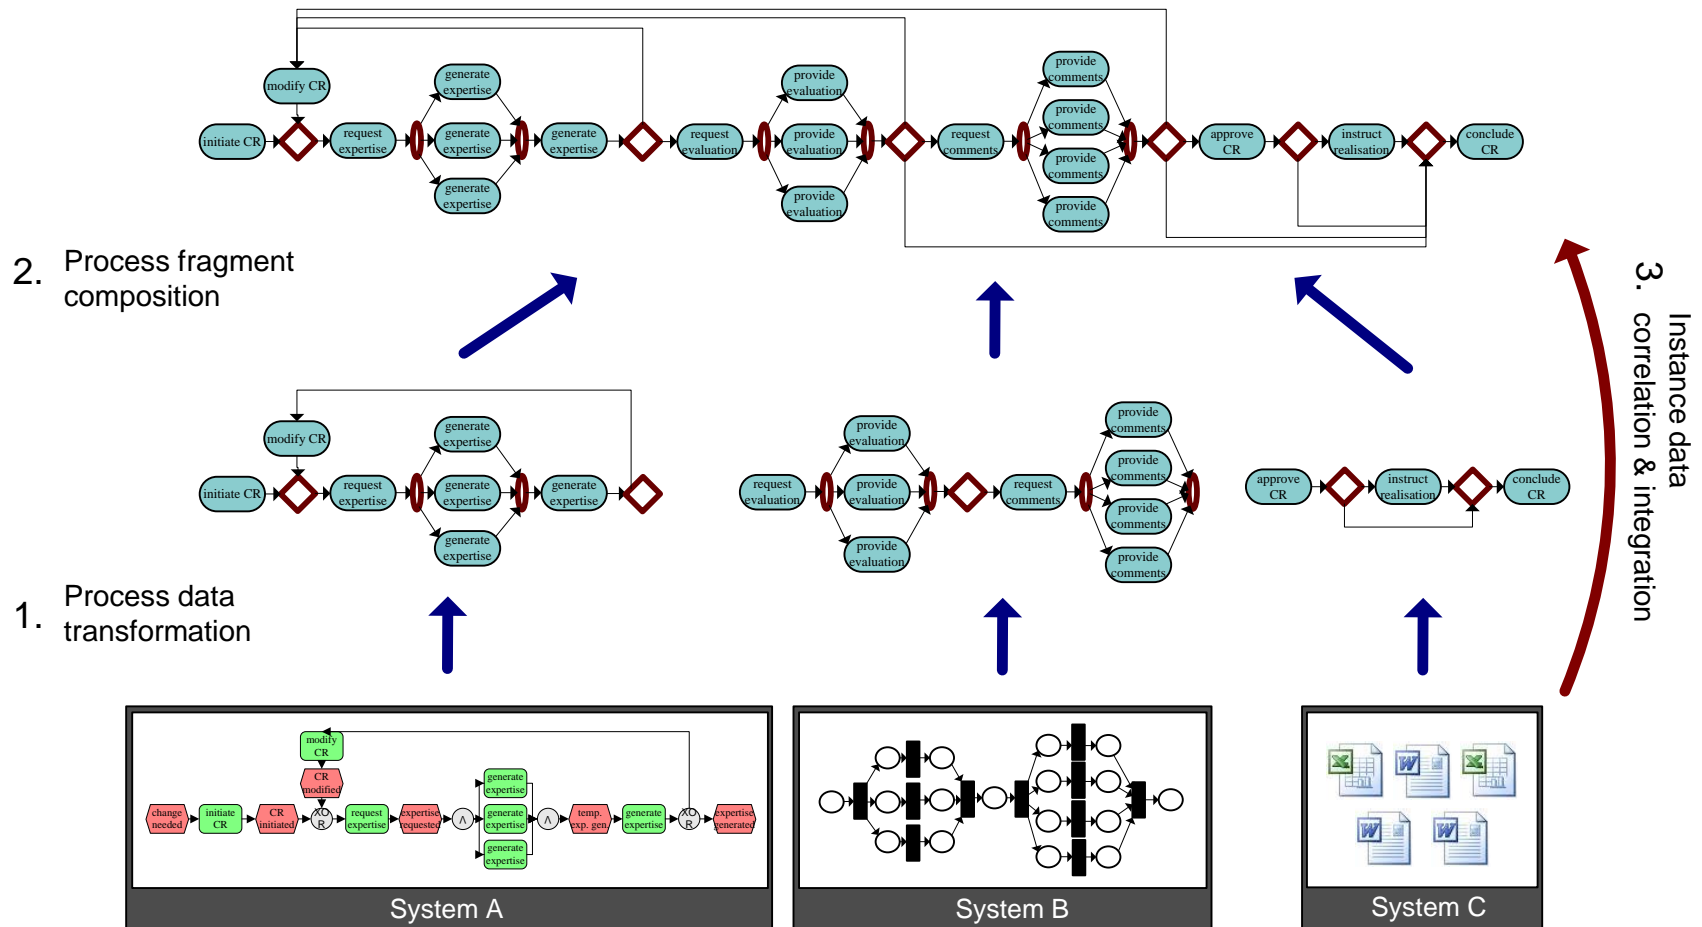 modify CR
generate
expertise
provide
evaluation
provide
comments
initiate CR
request
expertise
generate
expertise
generate
expertise
request
evaluation
provide
evaluation
request
comments
provide
comments
provide
comments
approve
CR
instruct
realisation
conclude
CR
generate
expertise
provide
evaluation
provide
comments
2. Process fragment
composition
3. Instance data
correlation & integration
modify CR
generate
expertise
provide
evaluation
provide
comments
initiate CR
request
expertise
generate
expertise
generate
expertise
request
evaluation
provide
evaluation
request
comments
provide
comments
provide
comments
approve
CR
instruct
realisation
conclude
CR
generate
expertise
provide
evaluation
provide
comments
1. Process data
transformation
modify
CR
CR
modified
change
needed
initiate
CR
CR
initiated
XO
R
request
expertise
expertise
requested
Λ
generate
expertise
generate
expertise
generate
expertise
Λ
temp.
exp. gen.
generate
expertise
XO
R
expertise
generated
X
W
X
W
W
System A
System B
System C